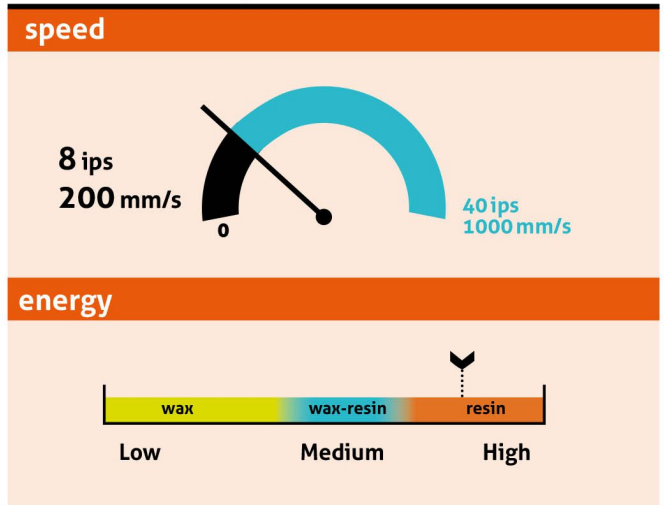 speed
8 ips
200 mm/s
0
40 ips
1000 mm/s
energy
wax wax-resin resin
Low Medium High